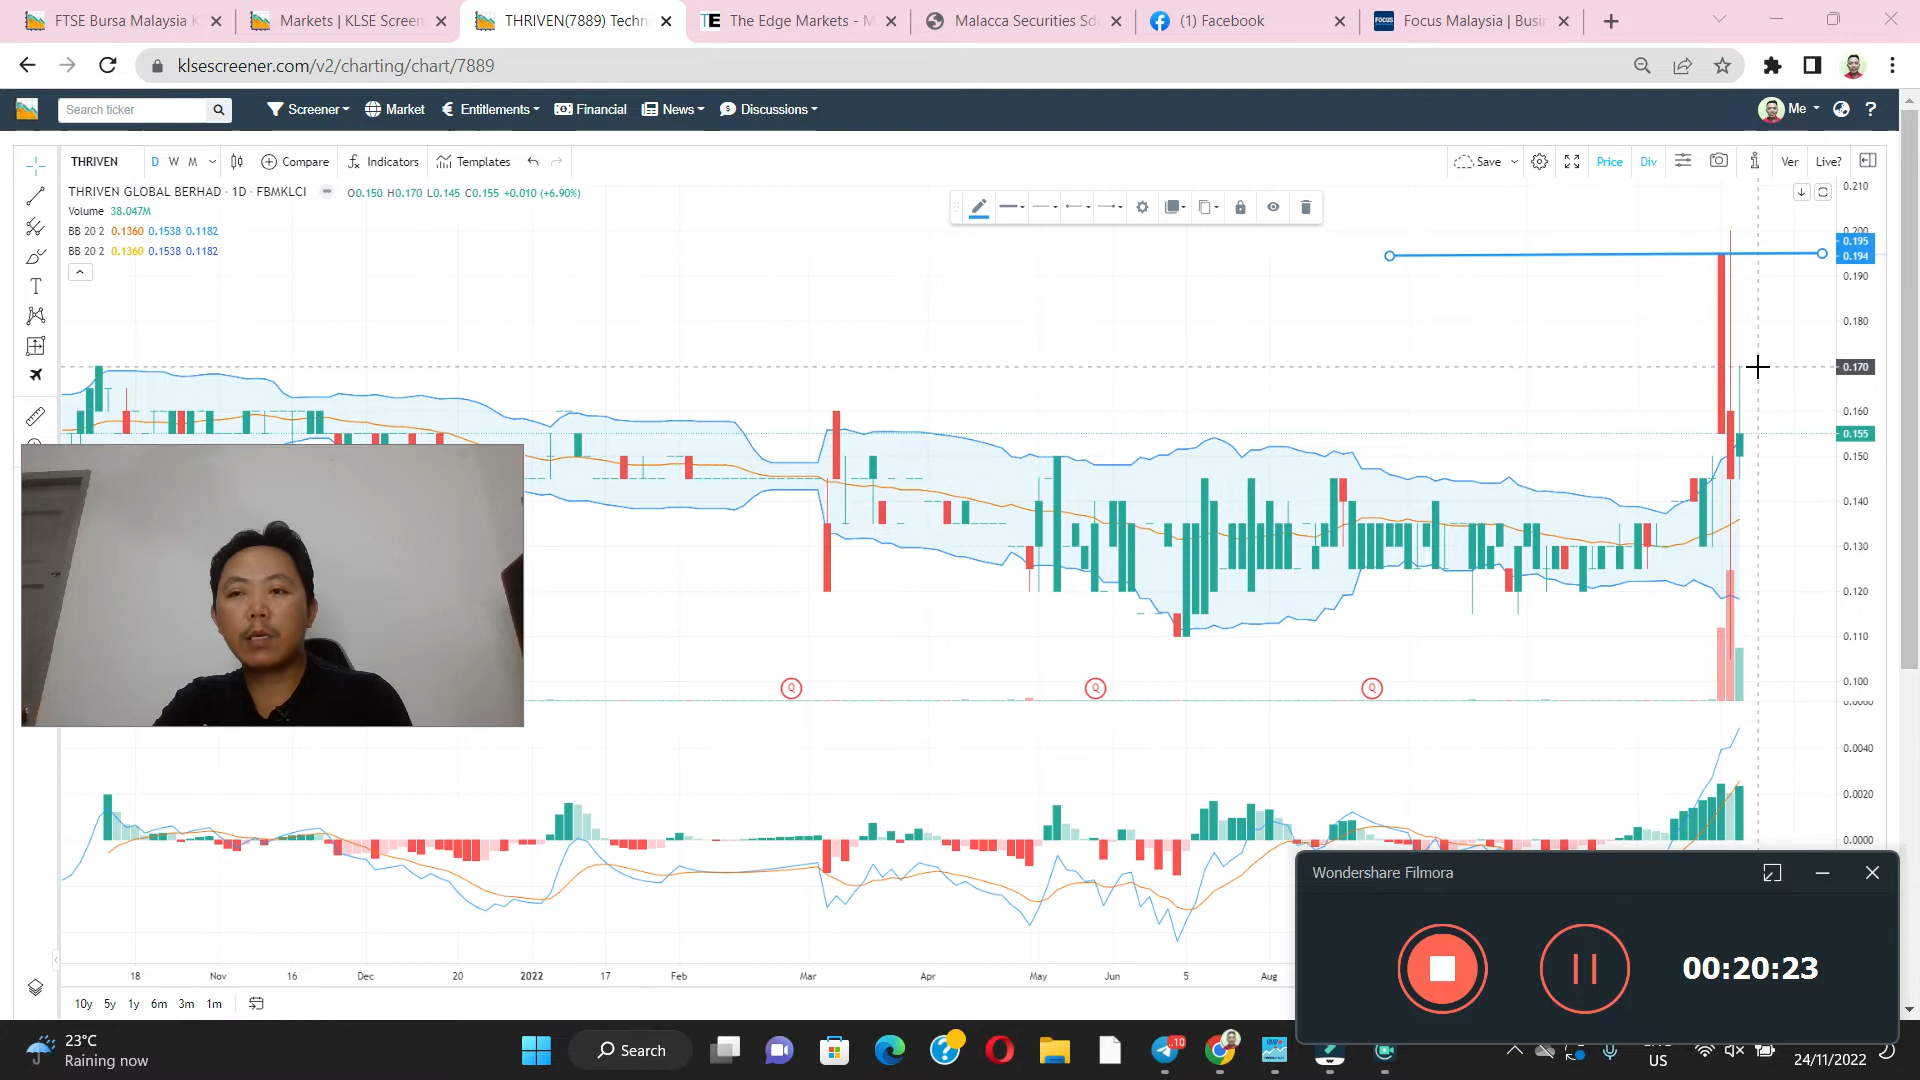 FTSE Bursa Malaysia K
Markets | KLSE Screen
THRIVEN(7889) Techn
TE
The Edge Markets - M
Malacca Securities Sd
(1) Facebook
FOCUS
Focus Malaysia | Busi
klsescreener.com/v2/charting/chart/7889
Search ticker
Screener
Market
Entitlements
Financial
News
Discussions
Me
?
THRIVEN
D W M
Compare
Indicators
Templates
Save
Price
Div
Ver
Live?
THRIVEN GLOBAL BERHAD · 1D · FBMKLCI
O0.150 H0.170 L0.145 C0.155 +0.010 (+6.90%)
Volume 38.047M
BB 20 2 0.1360 0.1538 0.1182
BB 20 2 0.1360 0.1538 0.1182
0.210
0.200
0.195
0.194
0.190
0.180
0.170
0.160
0.155
0.150
0.140
0.130
0.120
0.110
0.100
0.0040
0.0020
0.0000
Q
Q
Q
18 Nov 16 Dec 20 2022 17 Feb Mar Apr May Jun 5 Aug
10y 5y 1y 6m 3m 1m
Wondershare Filmora
00:20:23
23°C
Raining now
Search
10
US
24/11/2022